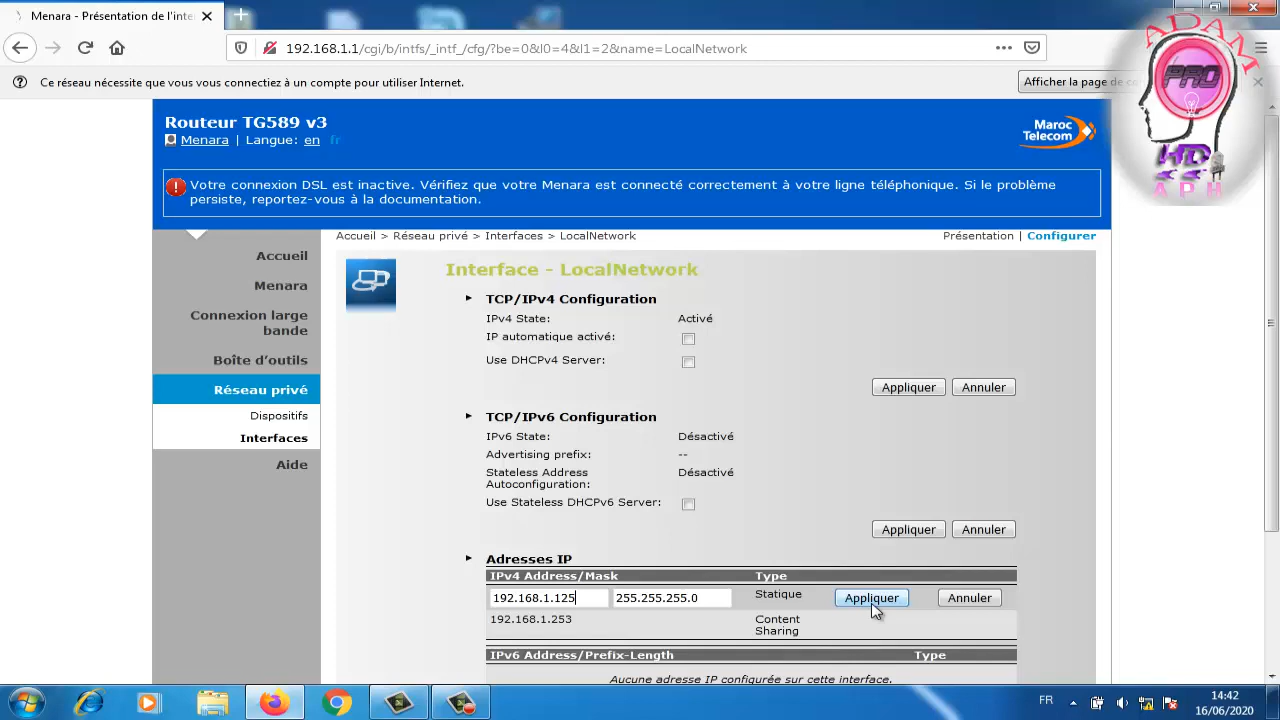 Menara - Présentation de l'inte
192.168.1.1/cgi/b/intfs/_intf_/cfg/?be=0&l0=4&l1=2&name=LocalNetwork
Ce réseau nécessite que vous vous connectiez à un compte pour utiliser Internet.
Afficher la page de
ADAM
PRO
HD
APH
Routeur TG589 v3
Menara | Langue: en fr
Maroc
Telecom
Votre connexion DSL est inactive. Vérifiez que votre Menara est connecté correctement à votre ligne téléphonique. Si le problème
persiste, reportez-vous à la documentation.
Accueil > Réseau privé > Interfaces > LocalNetwork
Présentation | Configurer
Accueil
Menara
Connexion large
bande
Boîte d'outils
Réseau privé
Dispositifs
Interfaces
Aide
Interface - LocalNetwork
TCP/IPv4 Configuration
IPv4 State: Activé
IP automatique activé:
Use DHCPv4 Server:
Appliquer Annuler
TCP/IPv6 Configuration
IPv6 State: Désactivé
Advertising prefix: --
Stateless Address Désactivé
Autoconfiguration:
Use Stateless DHCPv6 Server:
Appliquer Annuler
Adresses IP
IPv4 Address/Mask Type
192.168.1.125 255.255.255.0 Statique Appliquer Annuler
192.168.1.253 Content
Sharing
IPv6 Address/Prefix-Length Type
Aucune adresse IP configurée sur cette interface.
FR
14:42
16/06/2020